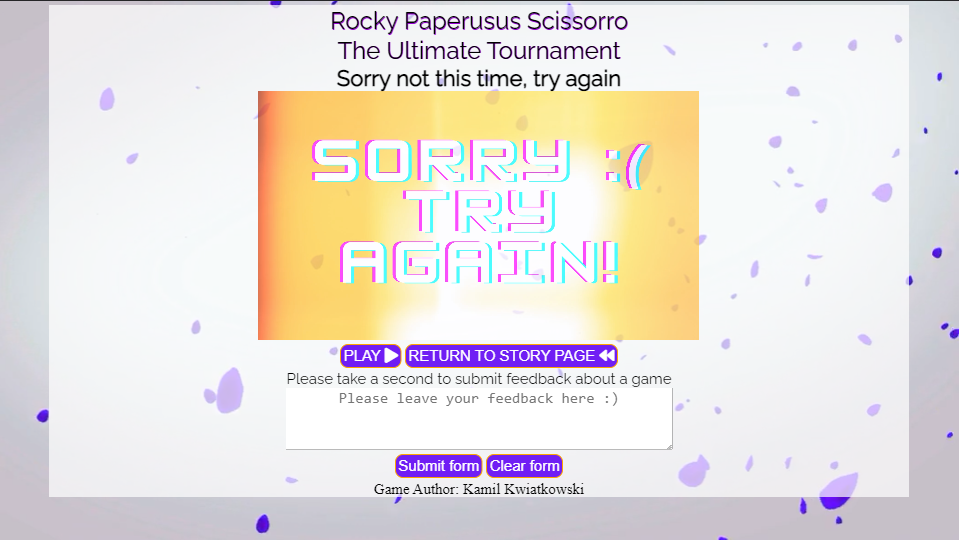 Rocky Paperusus Scissorro
The Ultimate Tournament
Sorry not this time, try again
SORRY :(
TRY
AGAIN!
PLAY RETURN TO STORY PAGE
Please take a second to submit feedback about a game
Please leave your feedback here :)
Submit form Clear form
Game Author: Kamil Kwiatkowski